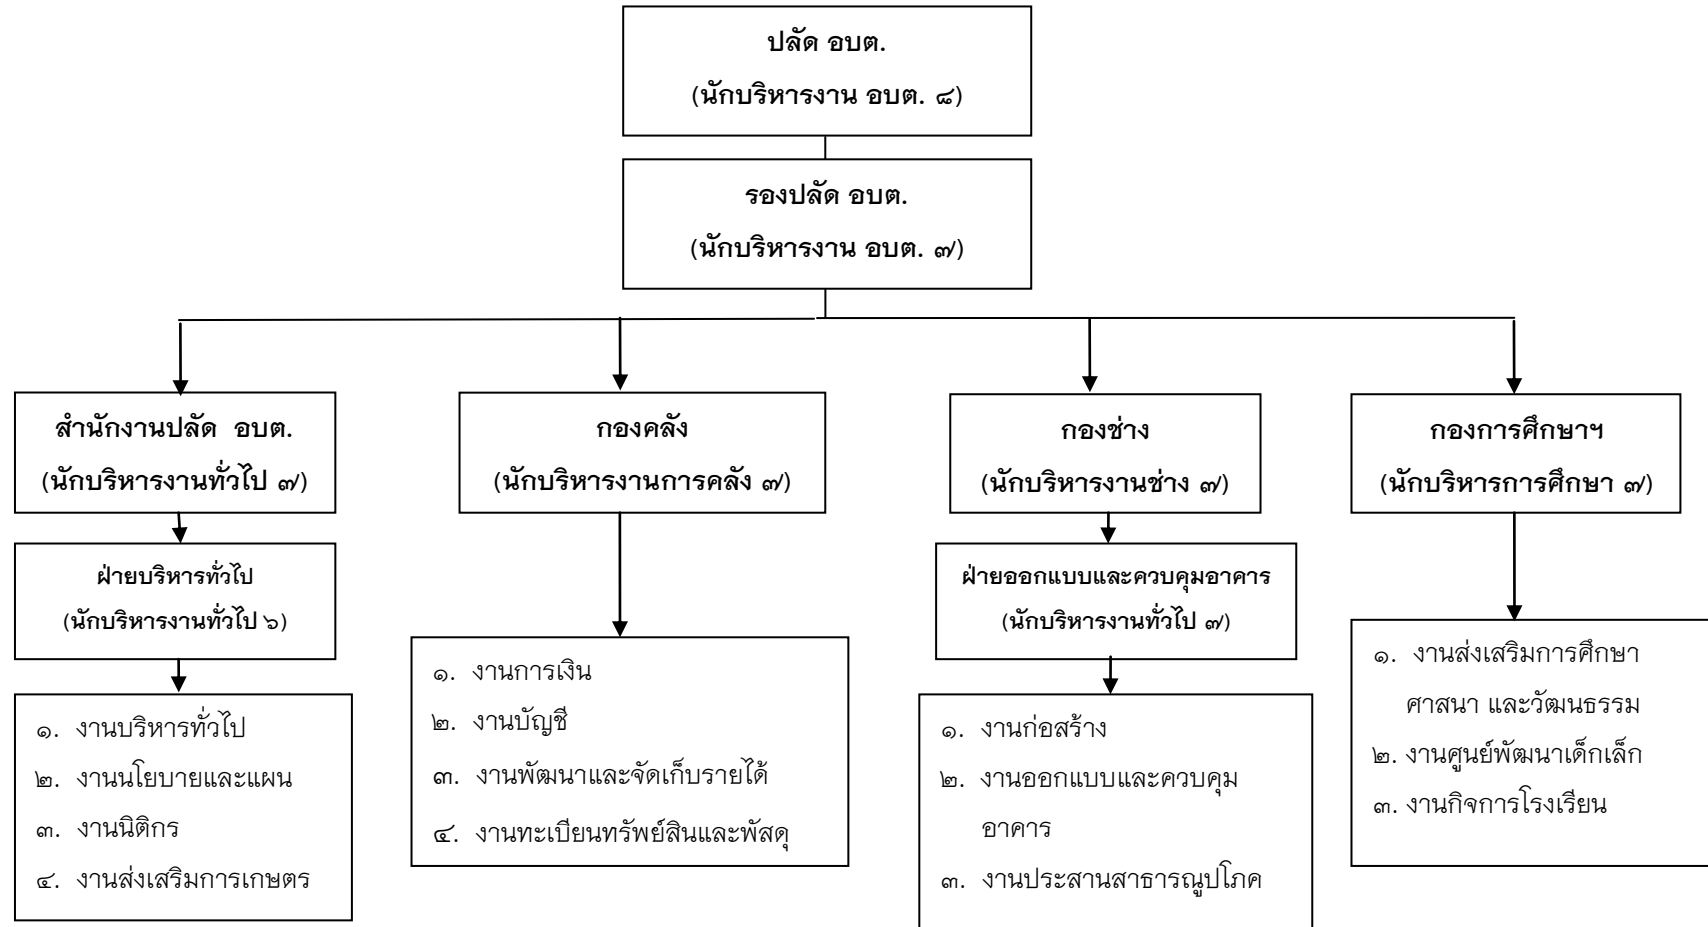 ปลัด อบต.
(นักบริหารงาน อบต. ๘)
รองปลัด อบต.
(นักบริหารงาน อบต. ๗)
สำนักงานปลัด  อบต.
(นักบริหารงานทั่วไป ๗)
กองคลัง
(นักบริหารงานการคลัง ๗)
กองช่าง
(นักบริหารงานช่าง ๗)
กองการศึกษาฯ
(นักบริหารการศึกษา ๗)
ฝ่ายบริหารทั่วไป
(นักบริหารงานทั่วไป ๖)
ฝ่ายออกแบบและควบคุมอาคาร
(นักบริหารงานทั่วไป ๗)
๑. งานบริหารทั่วไป
๒. งานนโยบายและแผน
๓. งานนิติกร
๔. งานส่งเสริมการเกษตร
๑. งานการเงิน
๒. งานบัญชี
๓. งานพัฒนาและจัดเก็บรายได้
๔. งานทะเบียนทรัพย์สินและพัสดุ
๑. งานก่อสร้าง
๒. งานออกแบบและควบคุม
อาคาร
๓. งานประสานสาธารณูปโภค
๑. งานส่งเสริมการศึกษา
ศาสนา และวัฒนธรรม
๒. งานศูนย์พัฒนาเด็กเล็ก
๓. งานกิจการโรงเรียน